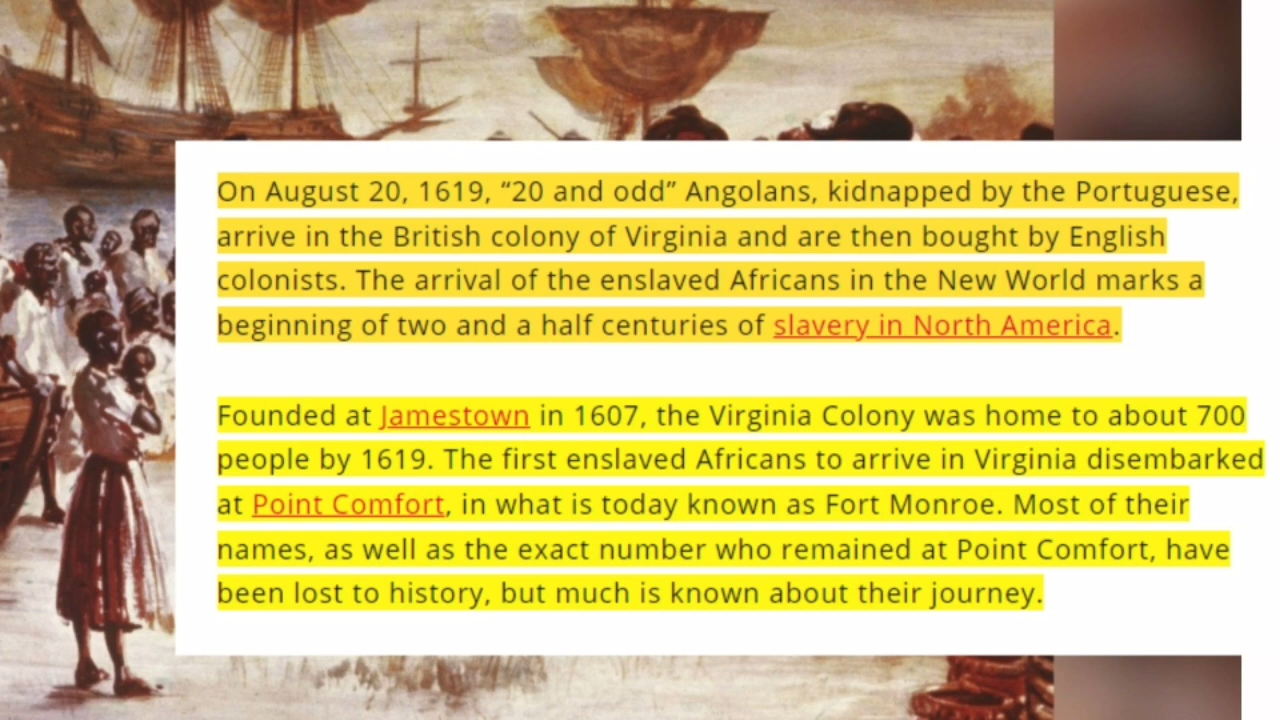 On August 20, 1619, “20 and odd” Angolans, kidnapped by the Portuguese,
arrive in the British colony of Virginia and are then bought by English
colonists. The arrival of the enslaved Africans in the New World marks a
beginning of two and a half centuries of slavery in North America.
Founded at Jamestown in 1607, the Virginia Colony was home to about 700
people by 1619. The first enslaved Africans to arrive in Virginia disembarked
at Point Comfort, in what is today known as Fort Monroe. Most of their
names, as well as the exact number who remained at Point Comfort, have
been lost to history, but much is known about their journey.